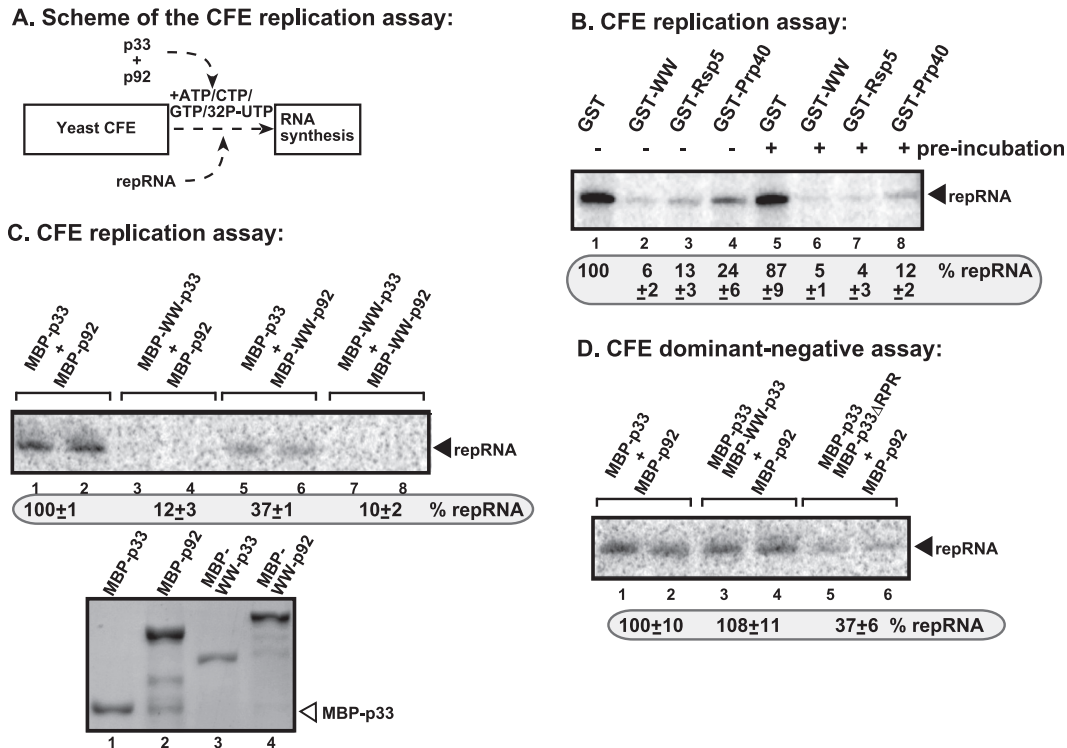 A. Scheme of the CFE replication assay:
p33
+
p92
+ATP/CTP/
GTP/32P-UTP
Yeast CFE
RNA
synthesis
repRNA
B. CFE replication assay:
GST
GST-WW
GST-Rsp5
GST-Prp40
GST
GST-WW
GST-Rsp5
GST-Prp40
- - - - + + + + pre-incubation
repRNA
1 2 3 4 5 6 7 8
100 6 13 24 87 5 4 12 % repRNA
±2 ±3 ±6 ±9 ±1 ±3 ±2
C. CFE replication assay:
MBP-p33
+
MBP-p92
MBP-WW-p33
+
MBP-p92
MBP-p33
+
MBP-WW-p92
MBP-WW-p33
+
MBP-WW-p92
repRNA
1 2 3 4 5 6 7 8
100±1 12±3 37±1 10±2 % repRNA
MBP-p33
MBP-p92
MBP-
WW-p33
MBP-
WW-p92
MBP-p33
1 2 3 4
D. CFE dominant-negative assay:
MBP-p33
+
MBP-p92
MBP-p33
MBP-WW-p33
+
MBP-p92
MBP-p33
MBP-p33ΔRPR
+
MBP-p92
repRNA
1 2 3 4 5 6
100±10 108±11 37±6 % repRNA